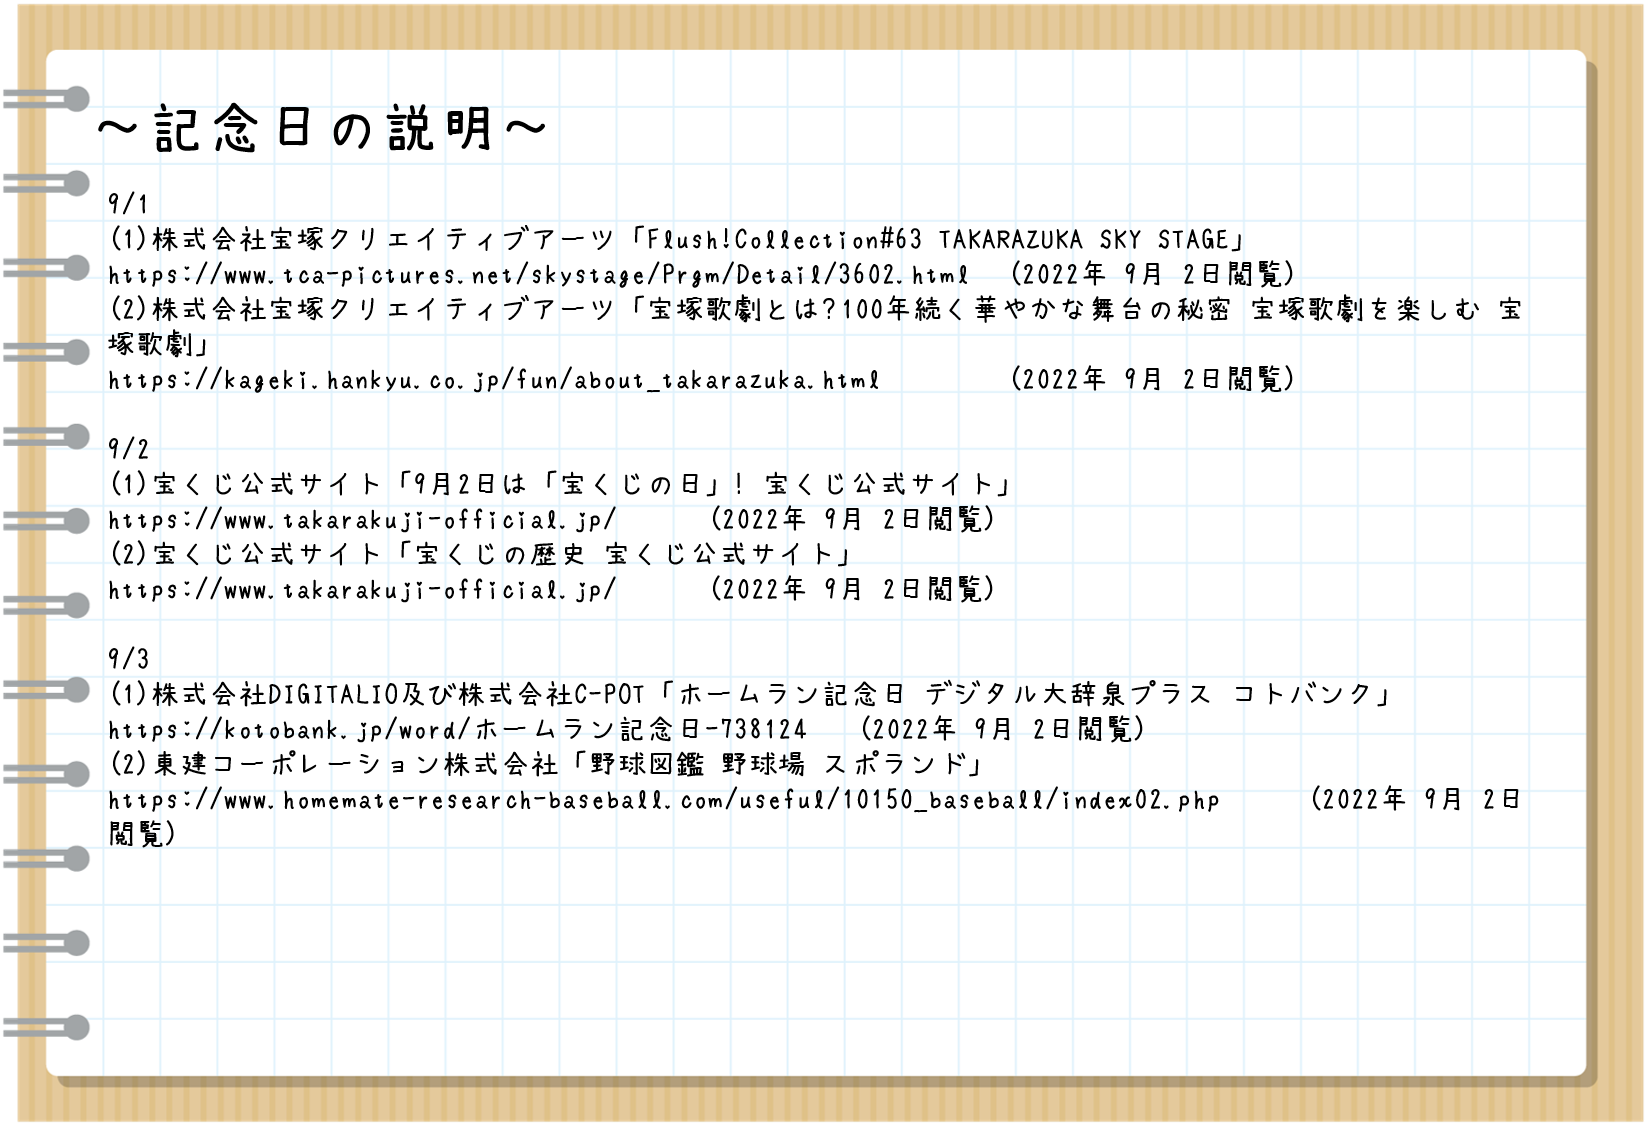 ～記念日の説明～
9/1
(1)株式会社宝塚クリエイティブアーツ「Flush!Collection#63 TAKARAZUKA SKY STAGE」
https://www.tca-pictures.net/skystage/Prgm/Detail/3602.html (2022年 9月 2日閲覧)
(2)株式会社宝塚クリエイティブアーツ「宝塚歌劇とは?100年続く華やかな舞台の秘密 宝塚歌劇を楽しむ 宝
塚歌劇」
https://kageki.hankyu.co.jp/fun/about_takarazuka.html (2022年 9月 2日閲覧)
9/2
(1)宝くじ公式サイト「9月2日は「宝くじの日」! 宝くじ公式サイト」
https://www.takarakuji-official.jp/ (2022年 9月 2日閲覧)
(2)宝くじ公式サイト「宝くじの歴史 宝くじ公式サイト」
https://www.takarakuji-official.jp/ (2022年 9月 2日閲覧)
9/3
(1)株式会社DIGITALIO及び株式会社C-POT「ホームラン記念日 デジタル大辞泉プラス コトバンク」
https://kotobank.jp/word/ホームラン記念日-738124 (2022年 9月 2日閲覧)
(2)東建コーポレーション株式会社「野球図鑑 野球場 スポランド」
https://www.homemate-research-baseball.com/useful/10150_baseball/index02.php (2022年 9月 2日
閲覧)